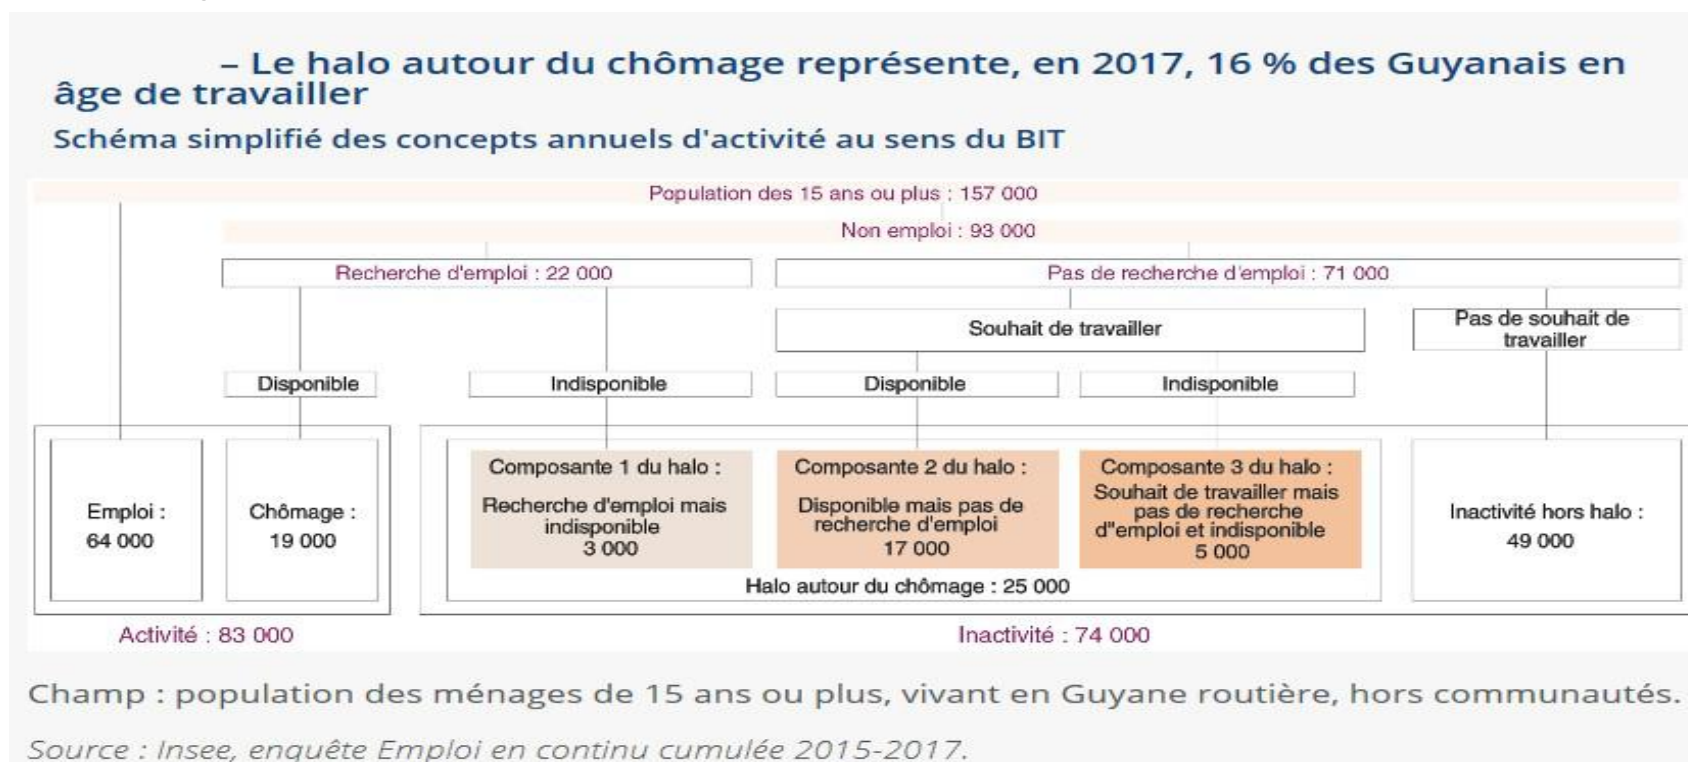 – Le halo autour du chômage représente, en 2017, 16 % des Guyanais en
âge de travailler
Schéma simplifié des concepts annuels d'activité au sens du BIT
Population des 15 ans ou plus : 157 000
Non emploi : 93 000
Recherche d'emploi : 22 000
Pas de recherche d'emploi : 71 000
Souhait de travailler
Pas de souhait de
travailler
Disponible
Indisponible
Disponible
Indisponible
Emploi :
64 000
Chômage :
19 000
Composante 1 du halo :
Recherche d'emploi mais
indisponible
3 000
Composante 2 du halo :
Disponible mais pas de
recherche d'emploi
17 000
Composante 3 du halo :
Souhait de travailler mais
pas de recherche
d"emploi et indisponible
5 000
Inactivité hors halo :
49 000
Halo autour du chômage : 25 000
Activité : 83 000
Inactivité : 74 000
Champ : population des ménages de 15 ans ou plus, vivant en Guyane routière, hors communautés.
Source : Insee, enquête Emploi en continu cumulée 2015-2017.